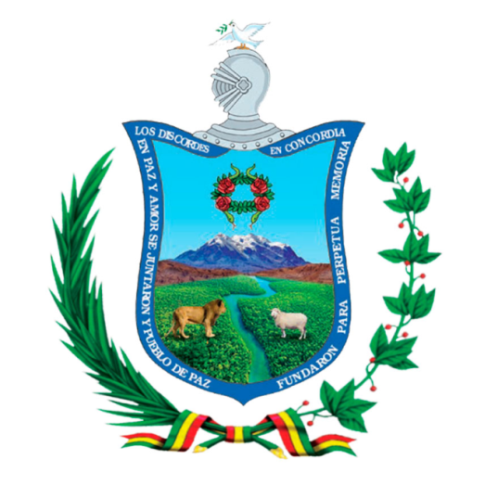 LOS DISCORDES
EN CONCORDIA
EN PAZ Y AMOR SE JUNTARON Y PUEBLO DE PAZ
FUNDARON PARA PERPETUA MEMORIA